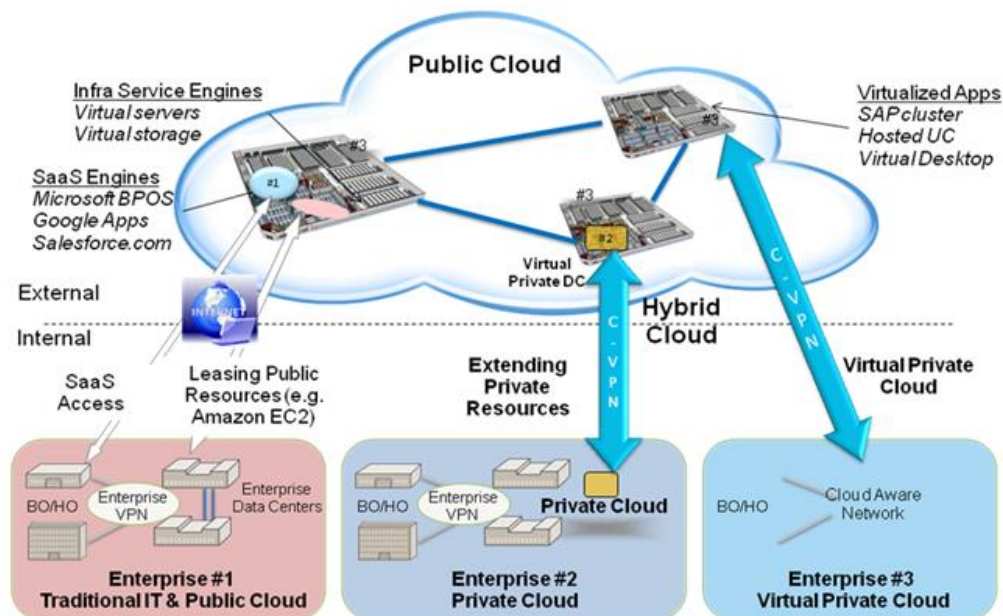 Public Cloud
Infra Service Engines
Virtual servers
Virtual storage
#3
#3
Virtualized Apps
SAP cluster
Hosted UC
Virtual Desktop
SaaS Engines
Microsoft BPOS
Google Apps
Salesforce.com
#1
#3
#2
Virtual
Private DC
External
Internal
INTERNET
Hybrid
Cloud
C-VPN
C-VPN
SaaS
Access
Leasing Public
Resources (e.g.
Amazon EC2)
Extending
Private
Resources
Virtual Private
Cloud
BO/HO
Enterprise
VPN
Enterprise
Data Centers
Enterprise #1
Traditional IT & Public Cloud
BO/HO
Enterprise
VPN
Private Cloud
Enterprise #2
Private Cloud
BO/HO
Cloud Aware
Network
Enterprise #3
Virtual Private Cloud